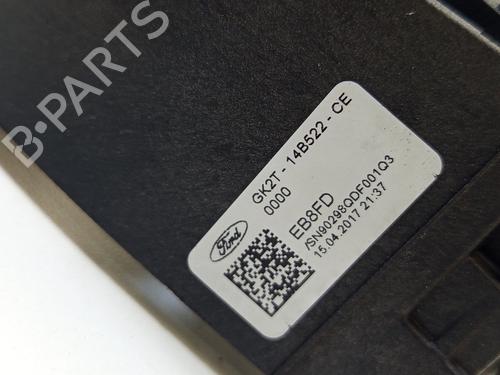 B-PARTS
GK2T - 14B522 - CE
0000
EB8FD
/SN90298QDF001Q3
15.04.2017 21:37
Ford